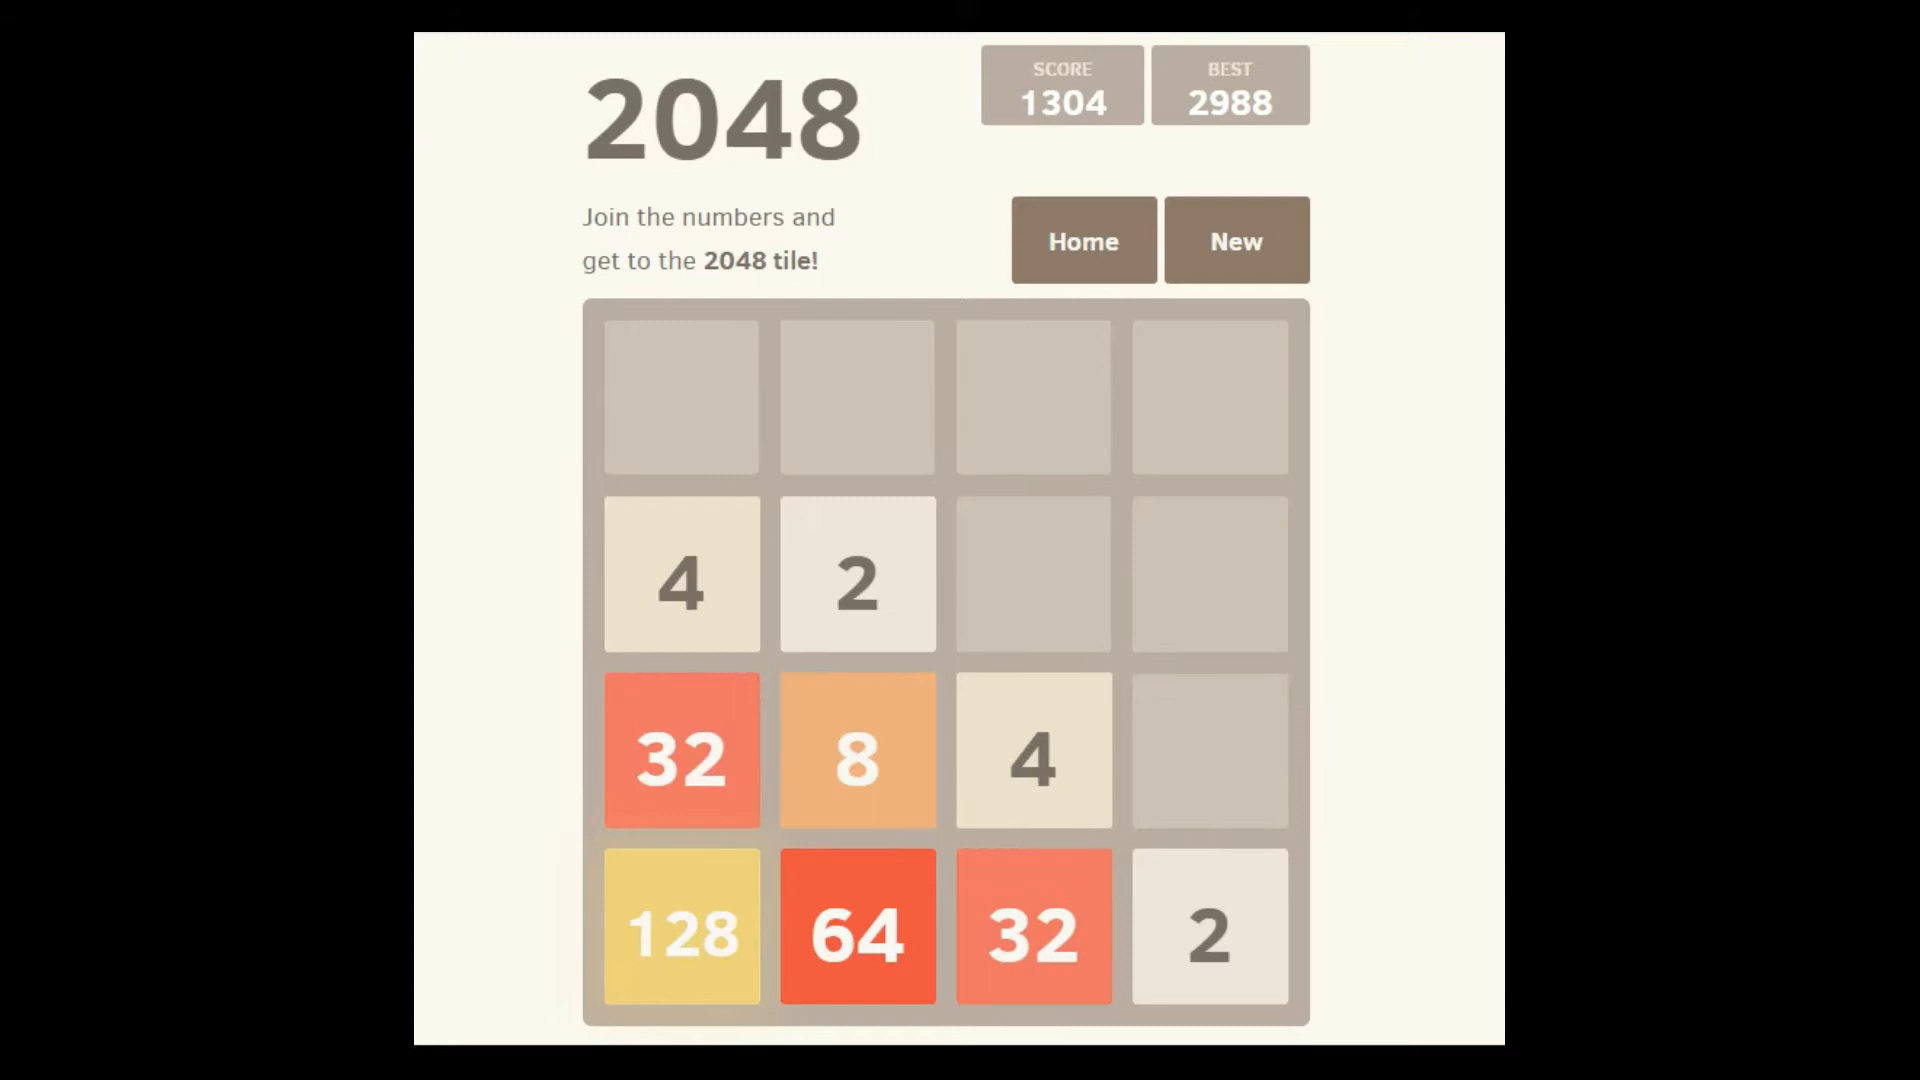 2048
SCORE
1304
BEST
2988
Join the numbers and
get to the 2048 tile!
Home
New
4 2
32 8 4
128 64 32 2